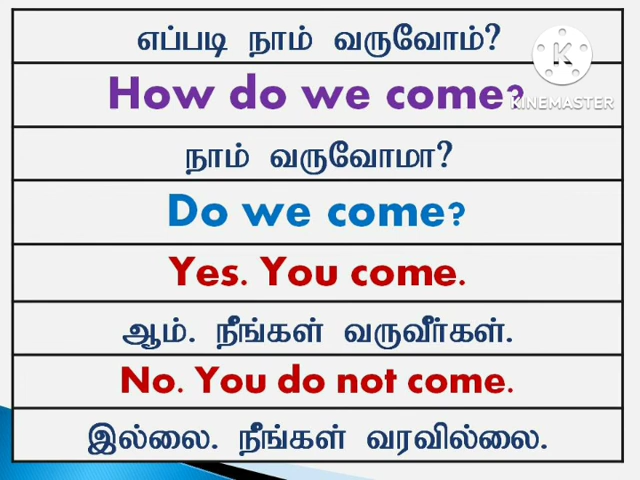 எப்படி நாம் வருவோம்?
How do we come?
KINEMASTER
நாம் வருவோமா?
Do we come?
Yes. You come.
ஆம். நீங்கள் வருவீர்கள்.
No. You do not come.
இல்லை. நீங்கள் வரவில்லை.